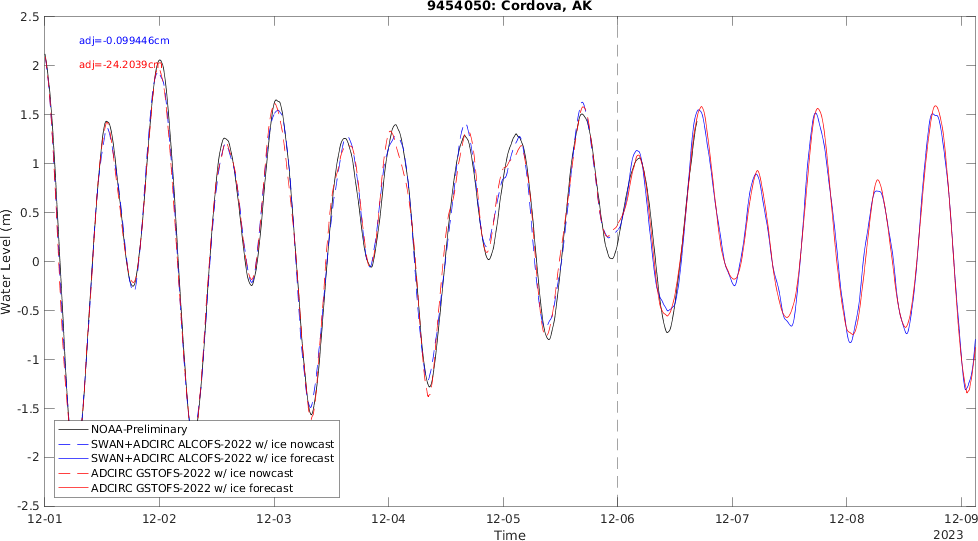 9454050: Cordova, AK
2.5
adj=-0.099446cm
2
adj=-24.2039cm
1.5
1
0.5
0
-0.5
-1
-1.5
-2
-2.5
Water Level (m)
NOAA-Preliminary
SWAN+ADCIRC ALCOFS-2022 w/ ice nowcast
SWAN+ADCIRC ALCOFS-2022 w/ ice forecast
ADCIRC GSTOFS-2022 w/ ice nowcast
ADCIRC GSTOFS-2022 w/ ice forecast
12-01 12-02 12-03 12-04 12-05 12-06 12-07 12-08 12-09
Time
2023